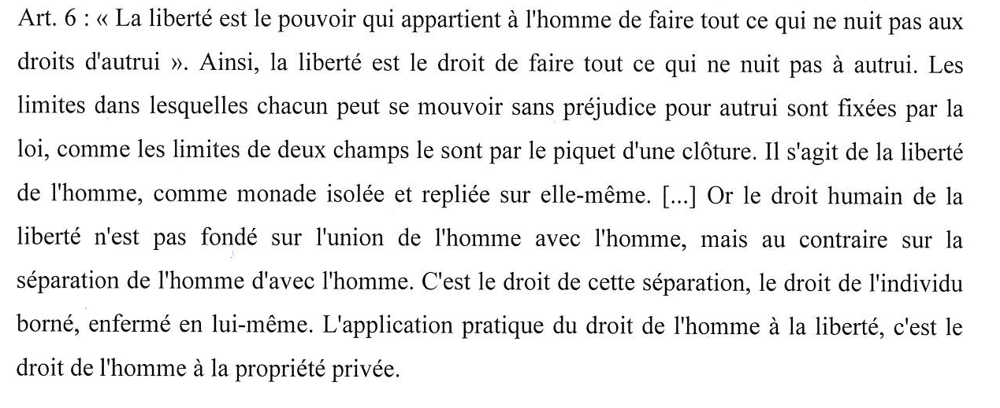 Art. 6 : « La liberté est le pouvoir qui appartient à l'homme de faire tout ce qui ne nuit pas aux
droits d'autrui ». Ainsi, la liberté est le droit de faire tout ce qui ne nuit pas à autrui. Les
limites dans lesquelles chacun peut se mouvoir sans préjudice pour autrui sont fixées par la
loi, comme les limites de deux champs le sont par le piquet d'une clôture. Il s'agit de la liberté
de l'homme, comme monade isolée et repliée sur elle-même. [...] Or le droit humain de la
liberté n'est pas fondé sur l'union de l'homme avec l'homme, mais au contraire sur la
séparation de l'homme d'avec l'homme. C'est le droit de cette séparation, le droit de l'individu
borné, enfermé en lui-même. L'application pratique du droit de l'homme à la liberté, c'est le
droit de l'homme à la propriété privée.